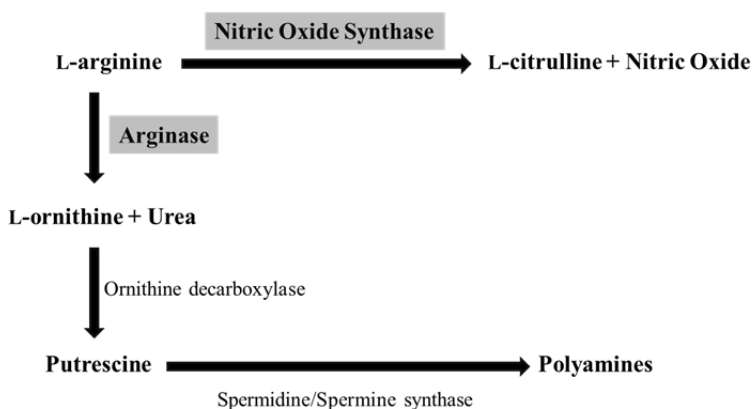 Nitric Oxide Synthase
L-arginine
L-citrulline + Nitric Oxide
Arginase
L-ornithine + Urea
Ornithine decarboxylase
Putrescine
Polyamines
Spermidine/Spermine synthase